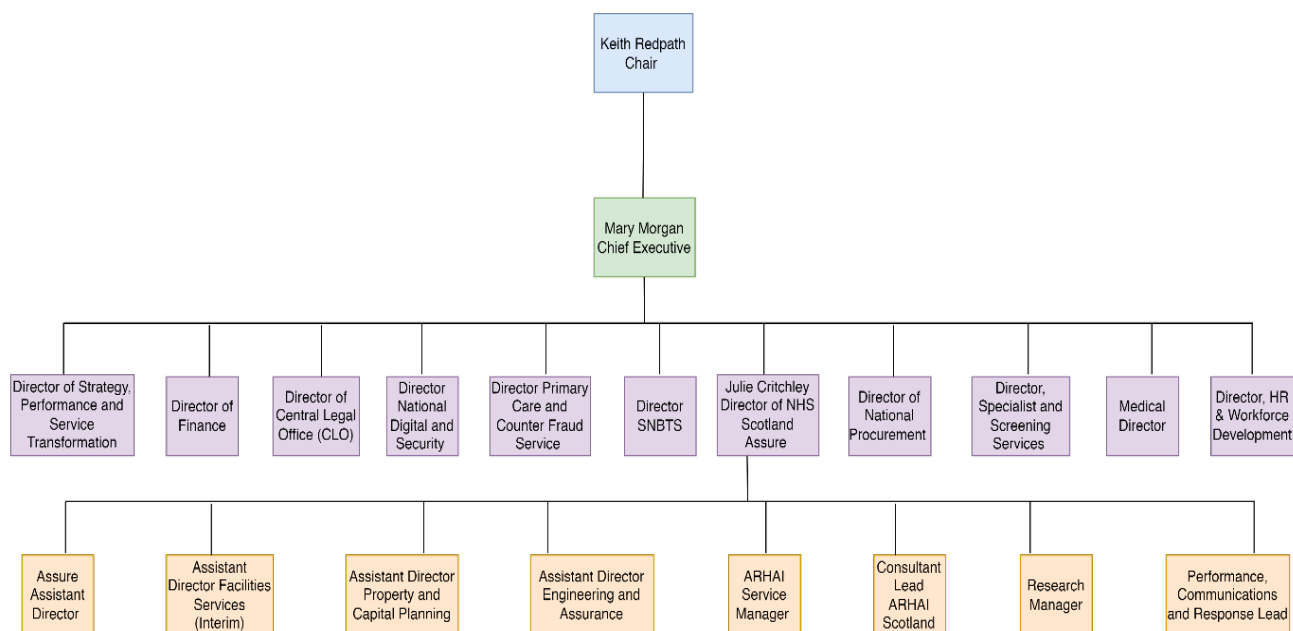 Keith Redpath
Chair
Mary Morgan
Chief Executive
Director of Strategy,
Performance and
Service
Transformation
Director of
Finance
Director of
Central Legal
Office (CLO)
Director
National
Digital and
Security
Director Primary
Care and
Counter Fraud
Service
Director
SNBTS
Julie Critchley
Director of NHS
Scotland
Assure
Director of
National
Procurement
Director,
Specialist and
Screening
Services
Medical
Director
Director, HR
& Workforce
Development
Assure
Assistant
Director
Assistant
Director Facilities
Services
(Interim)
Assistant Director
Property and
Capital Planning
Assistant Director
Engineering and
Assurance
ARHAI
Service
Manager
Consultant
Lead
ARHAI
Scotland
Research
Manager
Performance,
Communications
and Response Lead